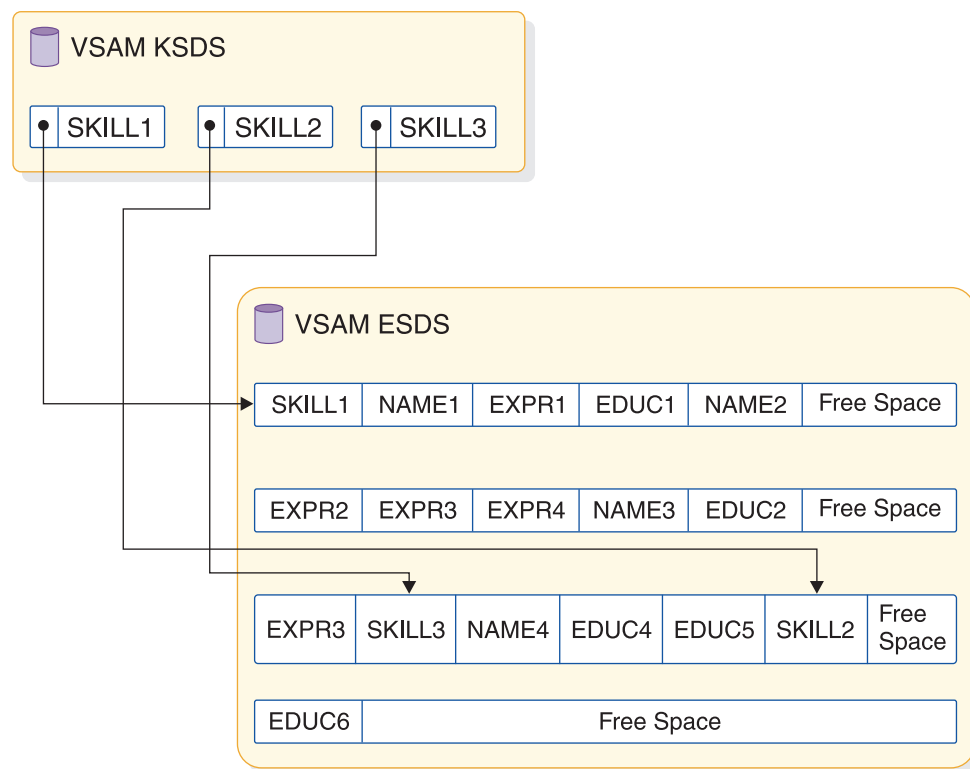 VSAM KSDS
SKILL1 SKILL2 SKILL3
VSAM ESDS
SKILL1 NAME1 EXPR1 EDUC1 NAME2 Free Space
EXPR2 EXPR3 EXPR4 NAME3 EDUC2 Free Space
EXPR3 SKILL3 NAME4 EDUC4 EDUC5 SKILL2 Free
Space
EDUC6 Free Space